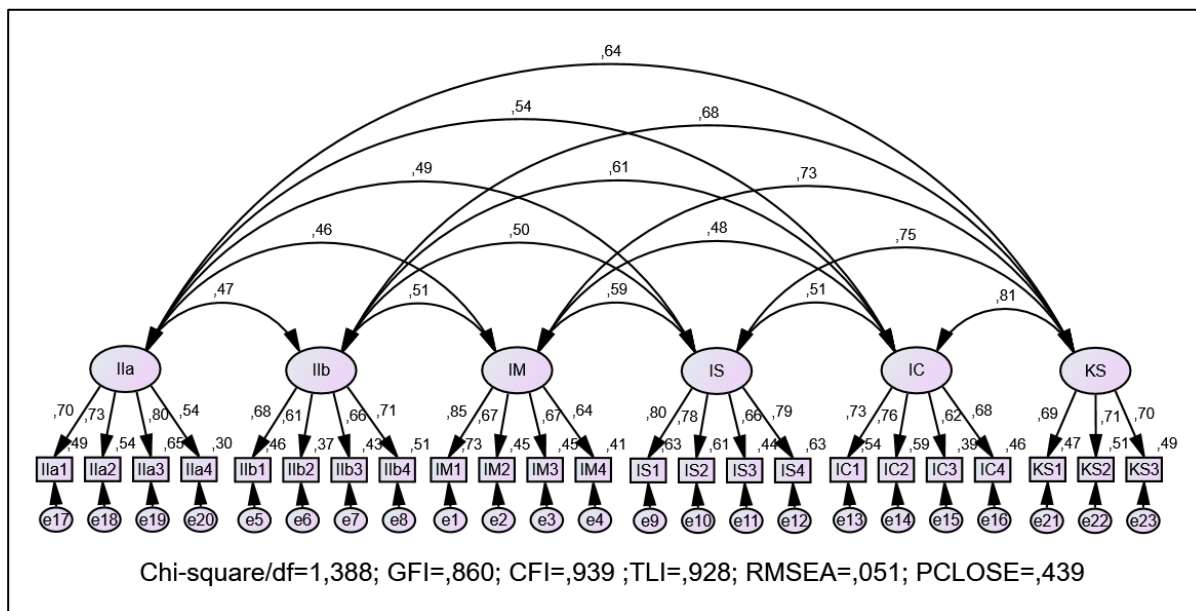 ,64
,54
,68
,49
,61
,73
,46
,50
,48
,75
,47
,51
,59
,51
,81
IIa IIb IM IS IC KS
,70 ,73 ,80 ,54 ,68 ,61 ,66 ,71 ,85 ,67 ,67 ,64 ,80 ,78 ,66 ,79 ,73 ,76 ,62 ,68 ,69 ,71 ,70
,49 ,54 ,65 ,30 ,46 ,37 ,43 ,51 ,73 ,45 ,45 ,41 ,63 ,61 ,44 ,63 ,54 ,59 ,39 ,46 ,47 ,51 ,49
IIa1 IIa2 IIa3 IIa4 IIb1 IIb2 IIb3 IIb4 IM1 IM2 IM3 IM4 IS1 IS2 IS3 IS4 IC1 IC2 IC3 IC4 KS1 KS2 KS3
e17 e18 e19 e20 e5 e6 e7 e8 e1 e2 e3 e4 e9 e10 e11 e12 e13 e14 e15 e16 e21 e22 e23
Chi-square/df=1,388; GFI=,860; CFI=,939 ;TLI=,928; RMSEA=,051; PCLOSE=,439